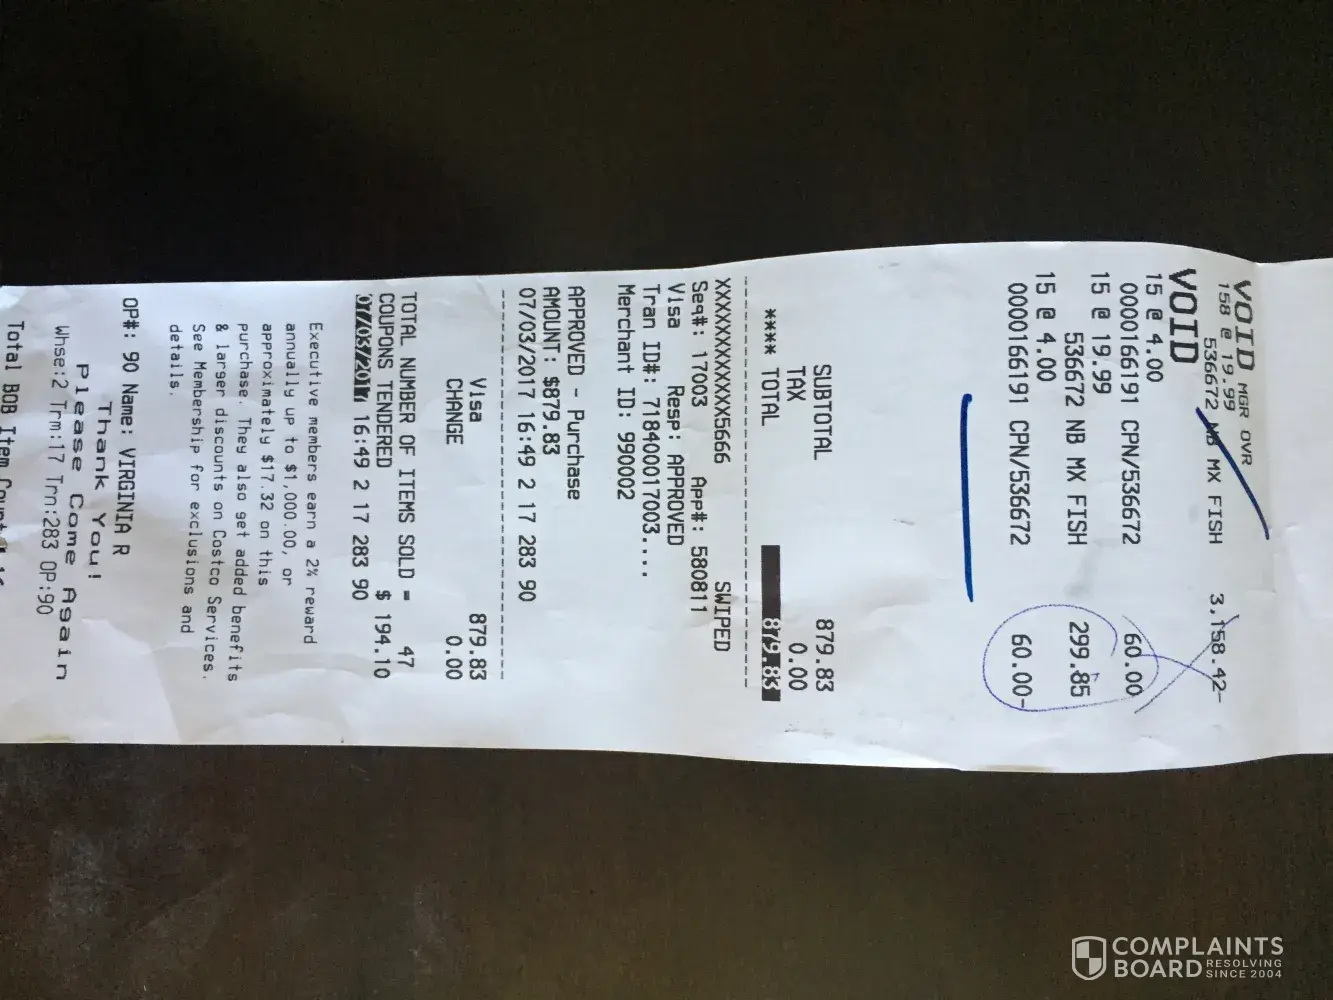 VOID MGR OVR
158 @ 19.99
536672 NB MX FISH 3,158.42-
VOID
15 @ 4.00
0000166191 CPN/536672 60.00
15 @ 19.99
536672 NB MX FISH 299.85
15 @ 4.00
0000166191 CPN/536672 60.00-
SUBTOTAL 879.83
TAX 0.00
**** TOTAL 879.83
XXXXXXXXXXXX5666 SWIPED
Seq#: 17003 App#: 580811
Visa Resp: APPROVED
Tran ID#: 718400017003....
Merchant ID: 990002
APPROVED - Purchase
AMOUNT: $879.83
07/03/2017 16:49 2 17 283 90
Visa 879.83
CHANGE 0.00
TOTAL NUMBER OF ITEMS SOLD = 47
COUPONS TENDERED $ 194.10
07/03/2017 16:49 2 17 283 90
Executive members earn a 2% reward
annually up to $1,000.00, or
approximately $17.32 on this
purchase. They also get added benefits
& larger discounts on Costco Services.
See Membership for exclusions and
details.
OP#: 90 Name: VIRGINIA R
Thank You!
Please Come Again
Whse:2 Trm:17 Trn:283 OP:90
Total BOB Item
COMPLAINTS
BOARD RESOLVING
SINCE 2004